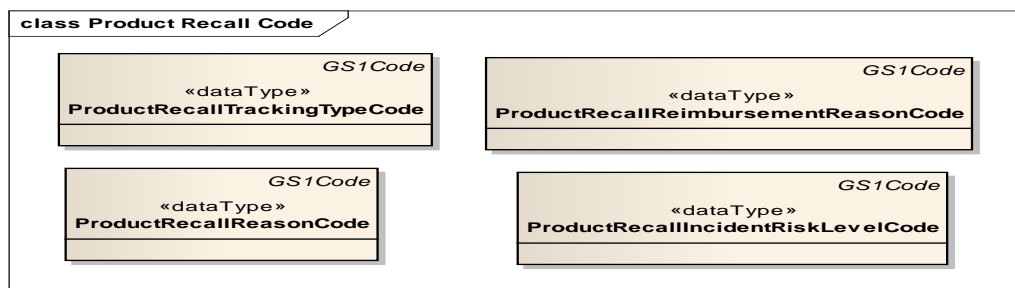 class Product Recall Code
GS1Code
«dataType»
ProductRecallTrackingTypeCode
GS1Code
«dataType»
ProductRecallReimbursementReasonCode
GS1Code
«dataType»
ProductRecallReasonCode
GS1Code
«dataType»
ProductRecallIncidentRiskLevelCode